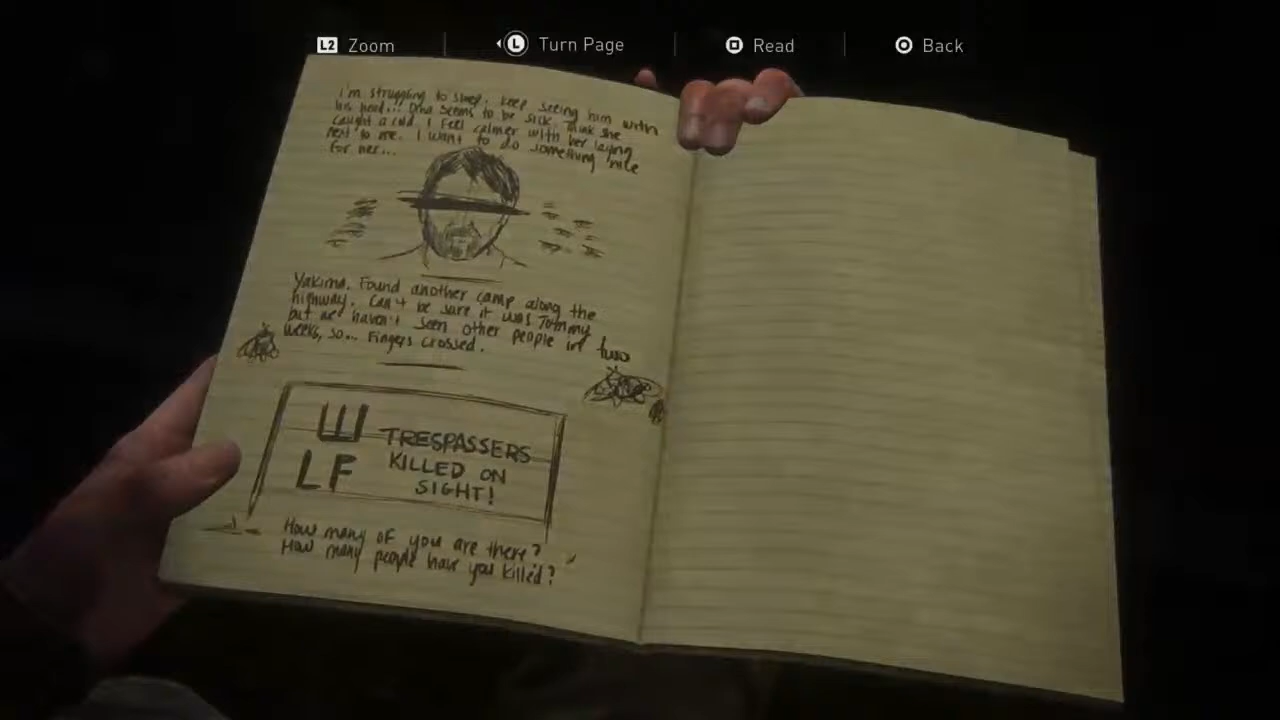 L2 Zoom
L Turn Page
Read
Back
I'm struggling to sleep. Keep seeing him with
his head... Dina seems to be sick. Think she
caught a cold. I feel calmer with her laying
next to me. I want to do something nice
for her...
Yakima. Found another camp along the
highway. Can't be sure it was Tommy
but we haven't seen other people in two
weeks, so... Fingers crossed.
W TRESPASSERS
LF KILLED ON
SIGHT!
How many of you are there?
How many people have you killed?